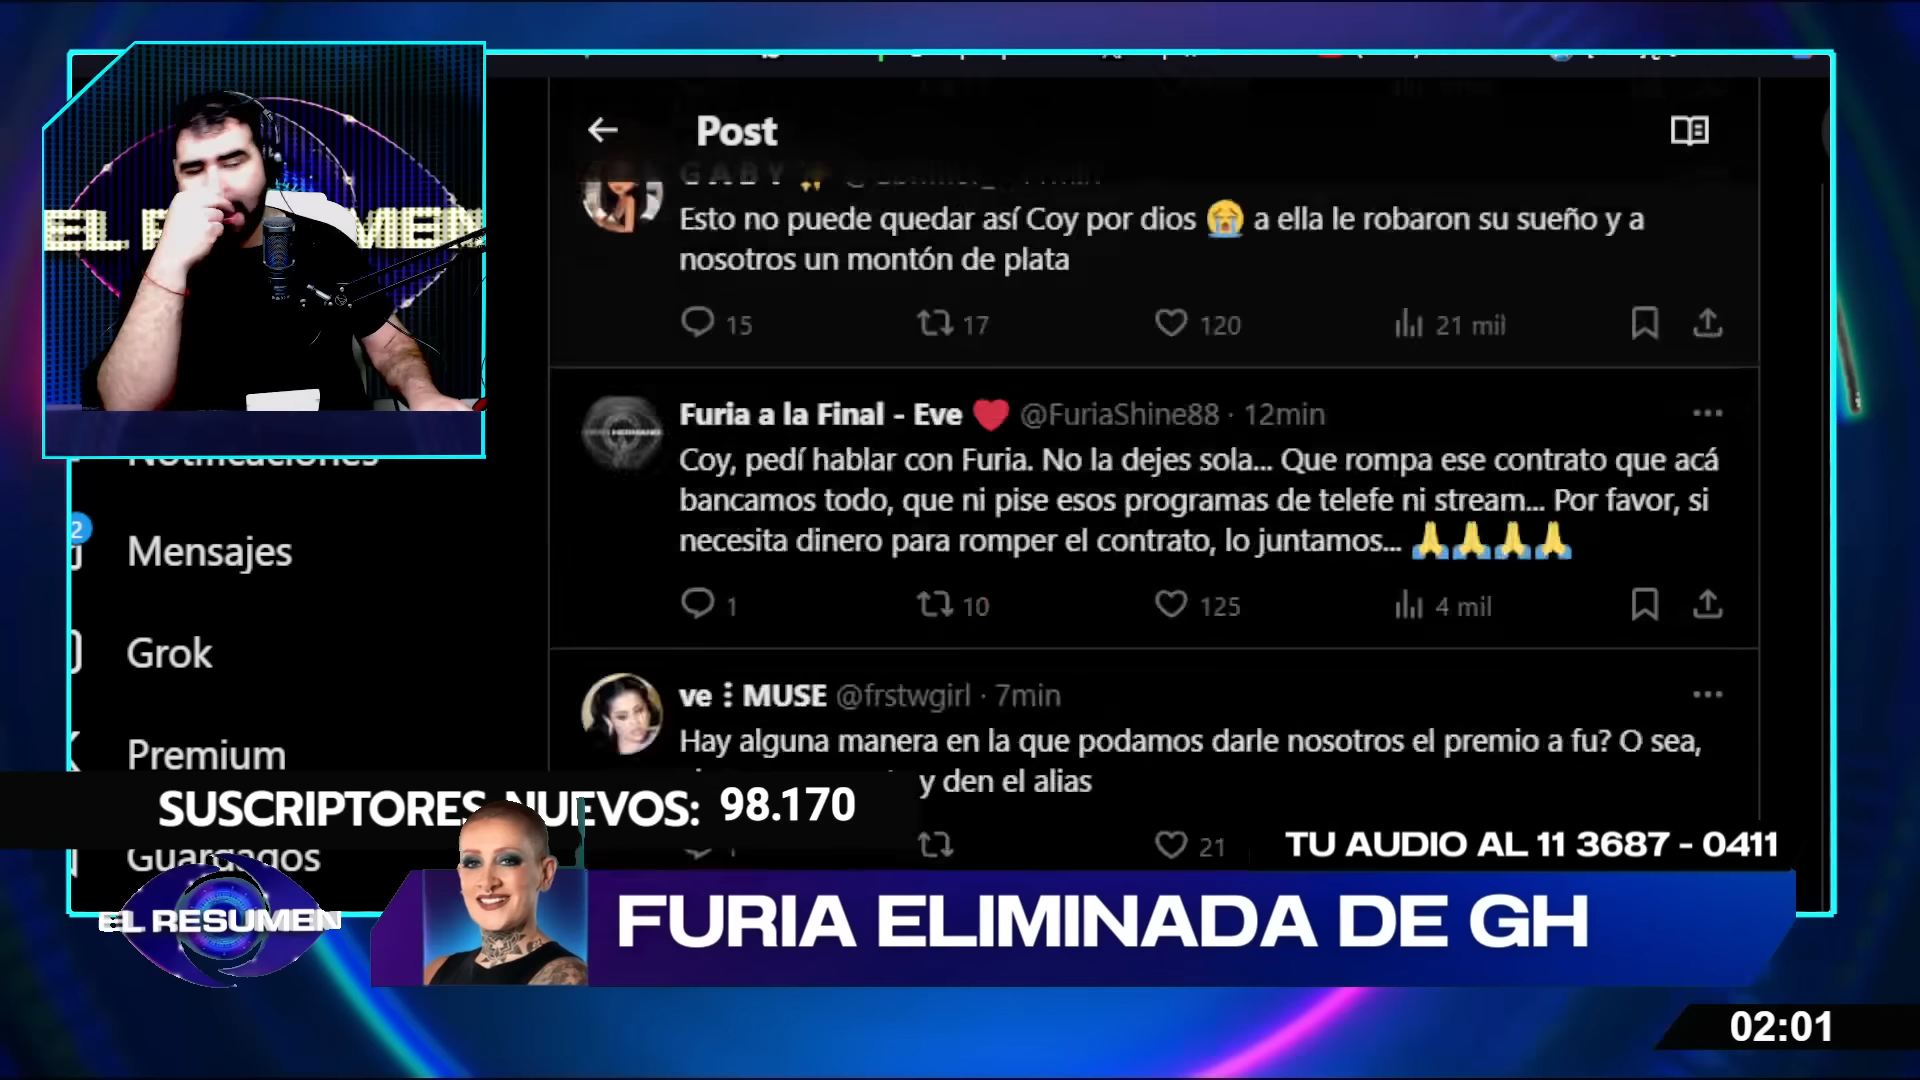 Post
GABY
Esto no puede quedar así Coy por dios 😭 a ella le robaron su sueño y a
nosotros un montón de plata
15 17 120 21 mil
Furia a la Final - Eve ❤️ @FuriaShine88 · 12min
Coy, pedí hablar con Furia. No la dejes sola... Que rompa ese contrato que acá
bancamos todo, que ni pise esos programas de telefe ni stream... Por favor, si
necesita dinero para romper el contrato, lo juntamos... 🙏🙏🙏🙏
1 10 125 4 mil
ve ⋮ MUSE @frstwgirl · 7min
Hay alguna manera en la que podamos darle nosotros el premio a fu? O sea,
y den el alias
21
EL
Notificaciones
2
Mensajes
Grok
Premium
Guardados
SUSCRIPTORES NUEVOS: 98.170
TU AUDIO AL 11 3687 - 0411
EL RESUMEN
FURIA ELIMINADA DE GH
02:01